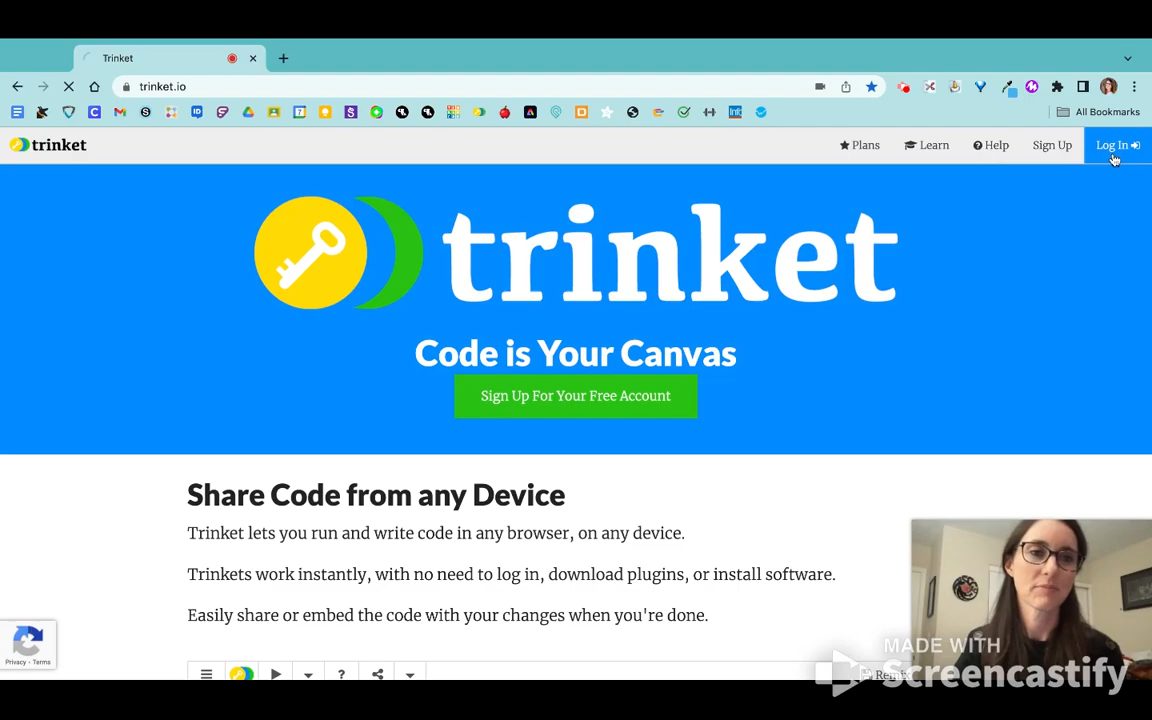 Trinket
trinket.io
All Bookmarks
trinket
Plans
Learn
Help
Sign Up
Log In
trinket
Code is Your Canvas
Sign Up For Your Free Account
Share Code from any Device
Trinket lets you run and write code in any browser, on any device.
Trinkets work instantly, with no need to log in, download plugins, or install software.
Easily share or embed the code with your changes when you're done.
Privacy - Terms
?
MADE WITH
Screencastify